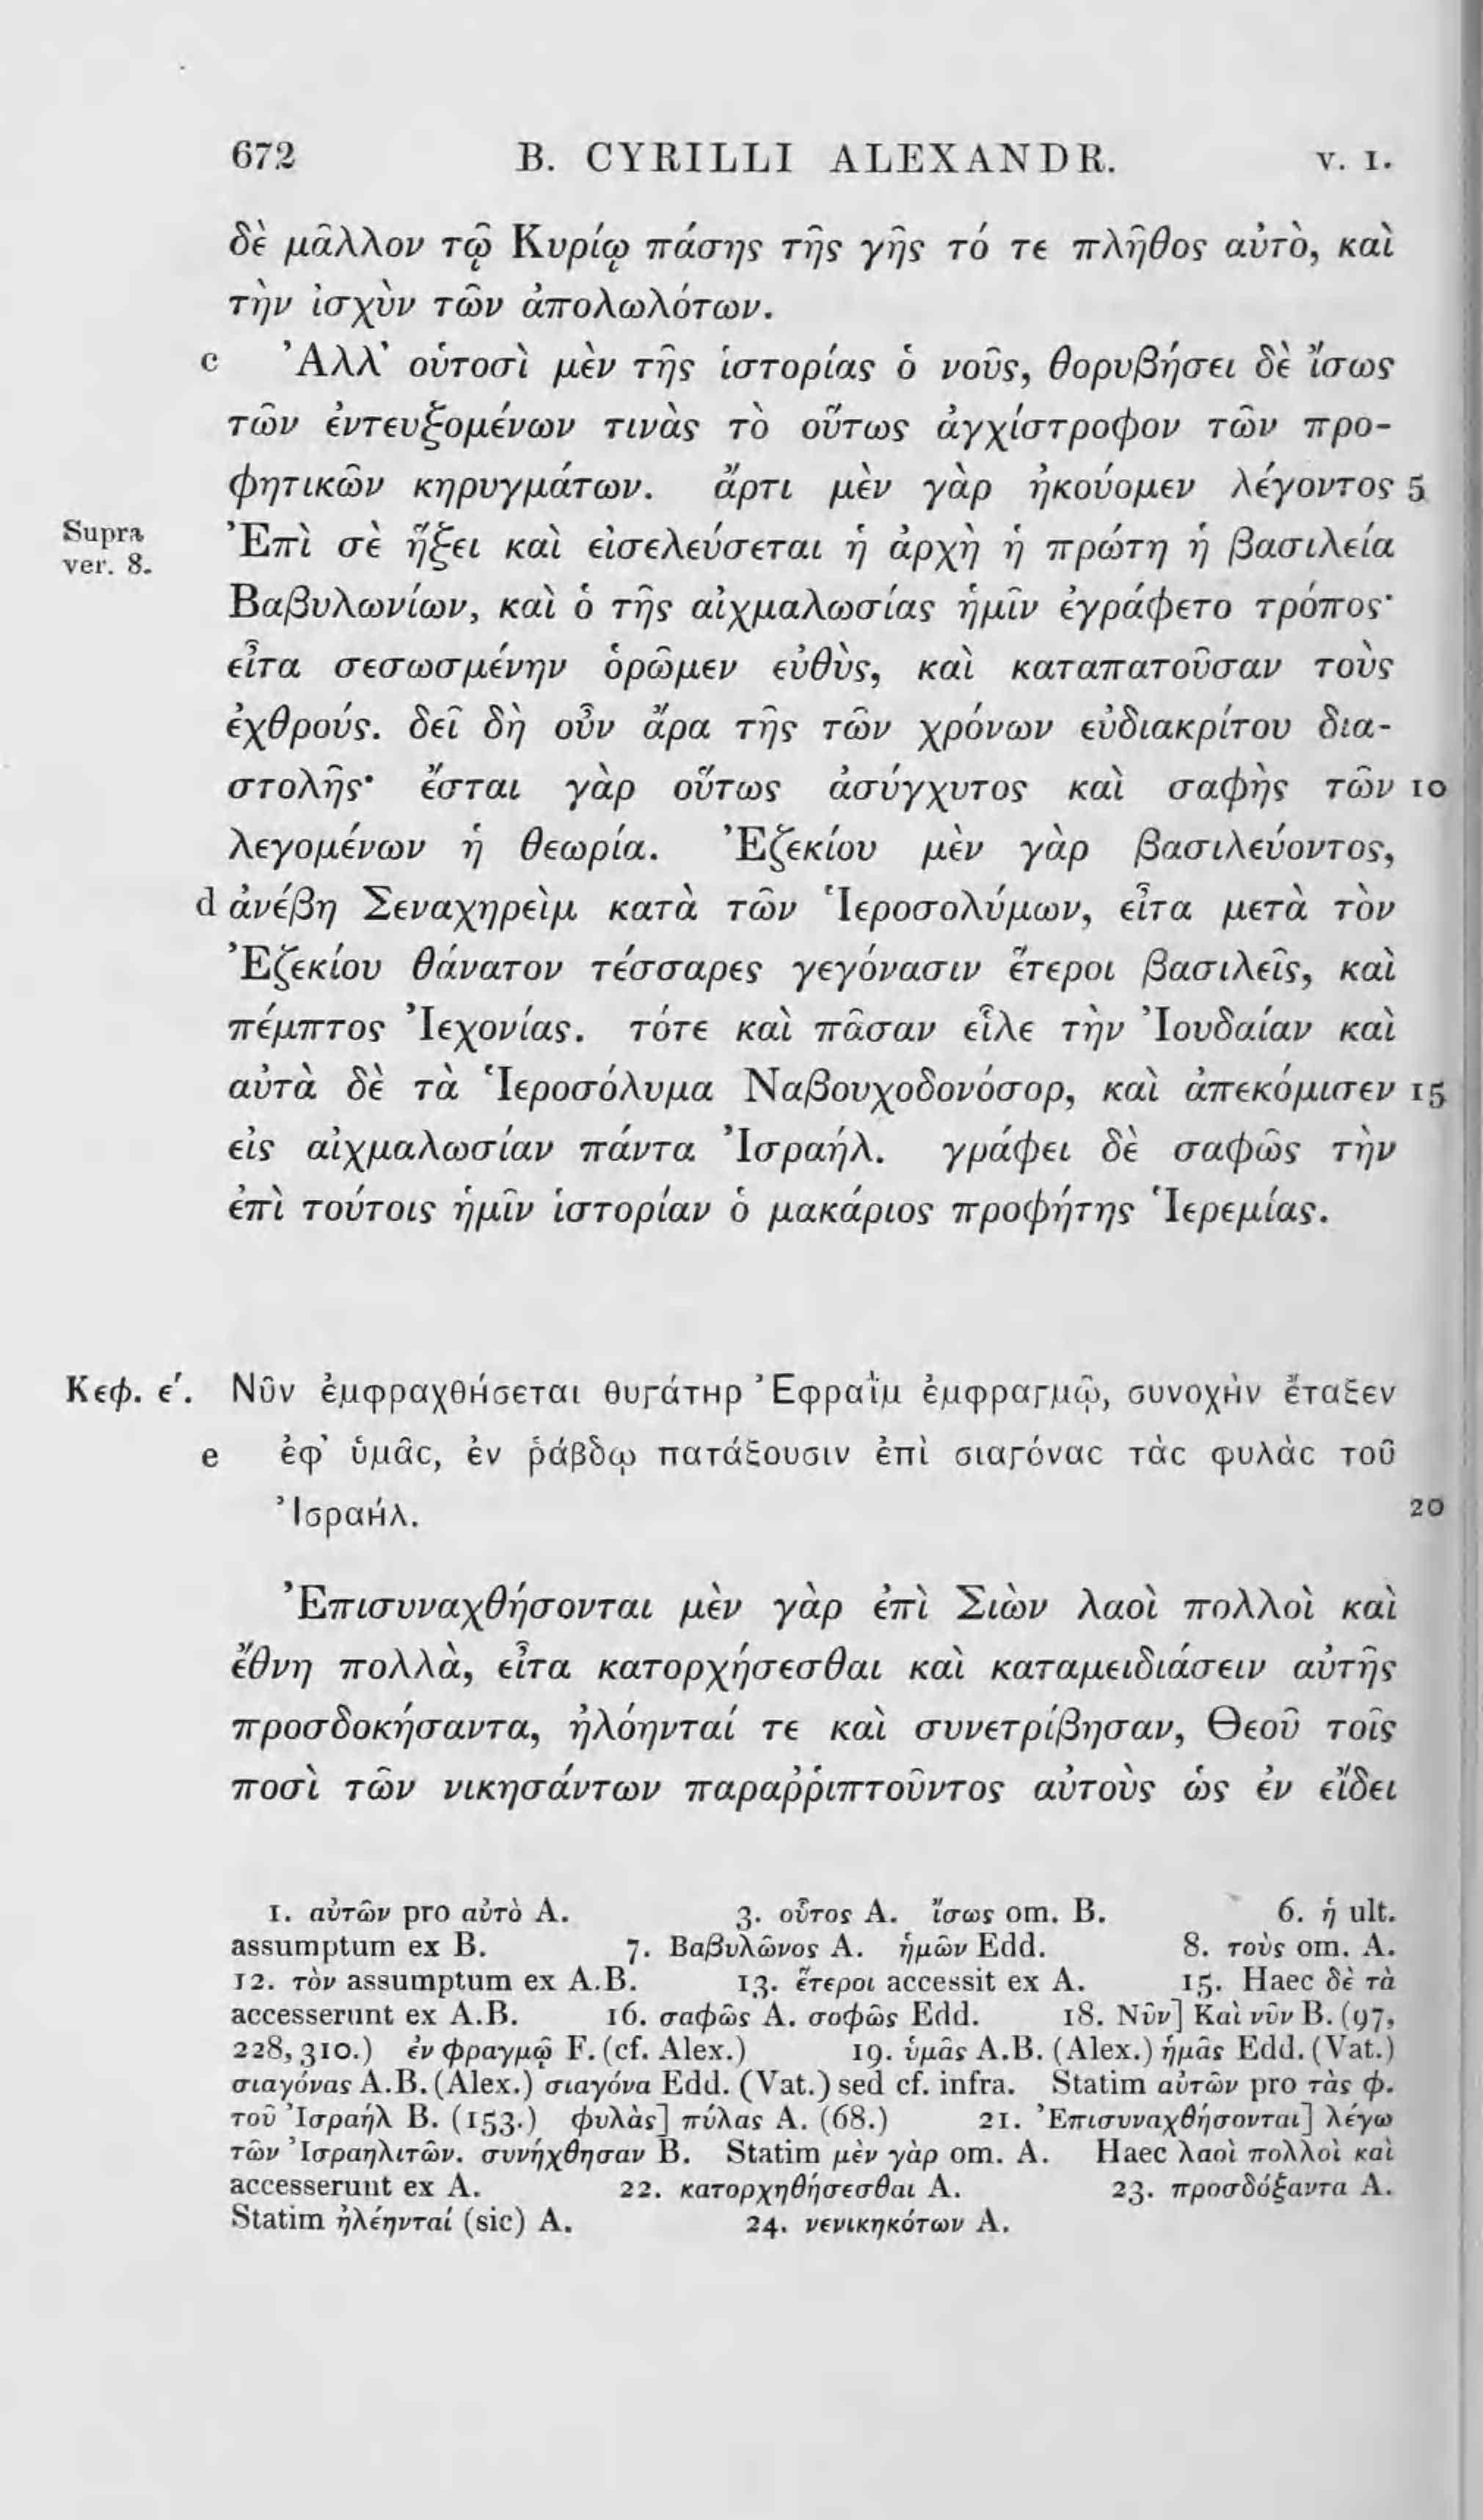 672 B. CYRILLI ALEXANDR. V. I.
δὲ μᾶλλον τῷ Κυρίῳ πάσης τῆς γῆς τό τε πλῆθος αὐτὸ, καὶ
τὴν ἰσχὺν τῶν ἀπολωλότων.
c Ἀλλ’ οὑτοσὶ μὲν τῆς ἱστορίας ὁ νοῦς, θορυβήσει δὲ ἴσως
τῶν ἐντευξομένων τινὰς τὸ οὕτως ἀγχίστροφον τῶν προ-
φητικῶν κηρυγμάτων. ἄρτι μὲν γὰρ ἠκούομεν λέγοντος 5
Supra ver. 8. Ἐπὶ σὲ ἥξει καὶ εἰσελεύσεται ἡ ἀρχὴ ἡ πρώτη ἡ βασιλεία
Βαβυλωνίων, καὶ ὁ τῆς αἰχμαλωσίας ἡμῖν ἐγράφετο τρόπος·
εἶτα σεσωσμένην ὁρῶμεν εὐθὺς, καὶ καταπατοῦσαν τοὺς
ἐχθρούς. δεῖ δὴ οὖν ἄρα τῆς τῶν χρόνων εὐδιακρίτου δια-
στολῆς· ἔσται γὰρ οὕτως ἀσύγχυτος καὶ σαφὴς τῶν 10
λεγομένων ἡ θεωρία. Ἐζεκίου μὲν γὰρ βασιλεύοντος,
d ἀνέβη Σεναχηρεὶμ κατὰ τῶν Ἱεροσολύμων, εἶτα μετὰ τὸν
Ἐζεκίου θάνατον τέσσαρες γεγόνασιν ἕτεροι βασιλεῖς, καὶ
πέμπτος Ἰεχονίας. τότε καὶ πᾶσαν εἷλε τὴν Ἰουδαίαν καὶ
αὐτὰ δὲ τὰ Ἱεροσόλυμα Ναβουχοδονόσορ, καὶ ἀπεκόμισεν 15
εἰς αἰχμαλωσίαν πάντα Ἰσραήλ. γράφει δὲ σαφῶς τὴν
ἐπὶ τούτοις ἡμῖν ἱστορίαν ὁ μακάριος προφήτης Ἱερεμίας.
Κεφ. ε΄. Νῦν ἐμφραχθήσεται θυγάτηρ Ἐφραῒμ ἐμφραγμῷ, συνοχὴν ἔταξεν
e ἐφ’ ὑμᾶς, ἐν ῥάβδῳ πατάξουσιν ἐπὶ σιαγόνας τὰς φυλὰς τοῦ
Ἰσραήλ. 20
Ἐπισυναχθήσονται μὲν γὰρ ἐπὶ Σιὼν λαοὶ πολλοὶ καὶ
ἔθνη πολλὰ, εἶτα κατορχήσεσθαι καὶ καταμειδιάσειν αὐτῆς
προσδοκήσαντα, ἠλόηνταί τε καὶ συνετρίβησαν, Θεοῦ τοῖς
ποσὶ τῶν νικησάντων παραῤῥιπτοῦντος αὐτοὺς ὡς ἐν εἴδει
1. αὐτῶν pro αὐτὸ A. 3. οὗτος A. ἴσως om. B. 6. ἡ ult.
assumptum ex B. 7. Βαβυλῶνος A. ἡμῶν Edd. 8. τοὺς om. A.
12. τὸν assumptum ex A.B. 13. ἕτεροι accessit ex A. 15. Haec δὲ τὰ
accesserunt ex A.B. 16. σαφῶς A. σοφῶς Edd. 18. Νῦν] Καὶ νῦν B. (97,
228, 310.) ἐν φραγμῷ F. (cf. Alex.) 19. ὑμᾶς A.B. (Alex.) ἡμᾶς Edd. (Vat.)
σιαγόνας A.B. (Alex.) σιαγόνα Edd. (Vat.) sed cf. infra. Statim αὐτῶν pro τὰς φ.
τοῦ Ἰσραήλ B. (153.) φυλὰς] πύλας A. (68.) 21. Ἐπισυναχθήσονται] λέγω
τῶν Ἰσραηλιτῶν. συνήχθησαν B. Statim μὲν γὰρ om. A. Haec λαοὶ πολλοὶ καὶ
accesserunt ex A. 22. κατορχηθήσεσθαι A. 23. προσδόξαντα A.
Statim ἠλέηνταί (sic) A. 24. νενικηκότων A.